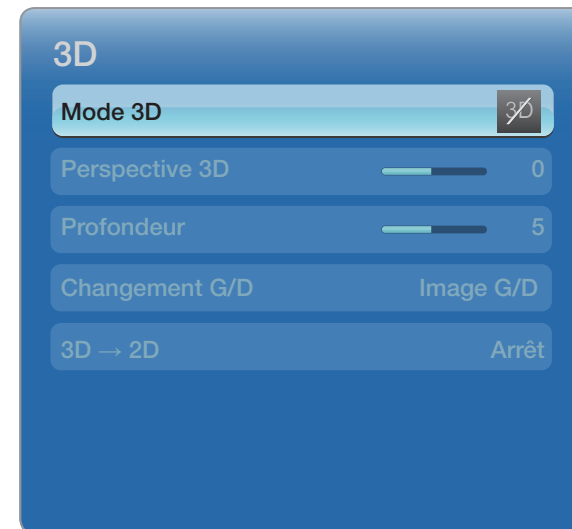 3D
Mode 3D 3D
Perspective 3D 0
Profondeur 5
Changement G/D Image G/D
3D → 2D Arrêt